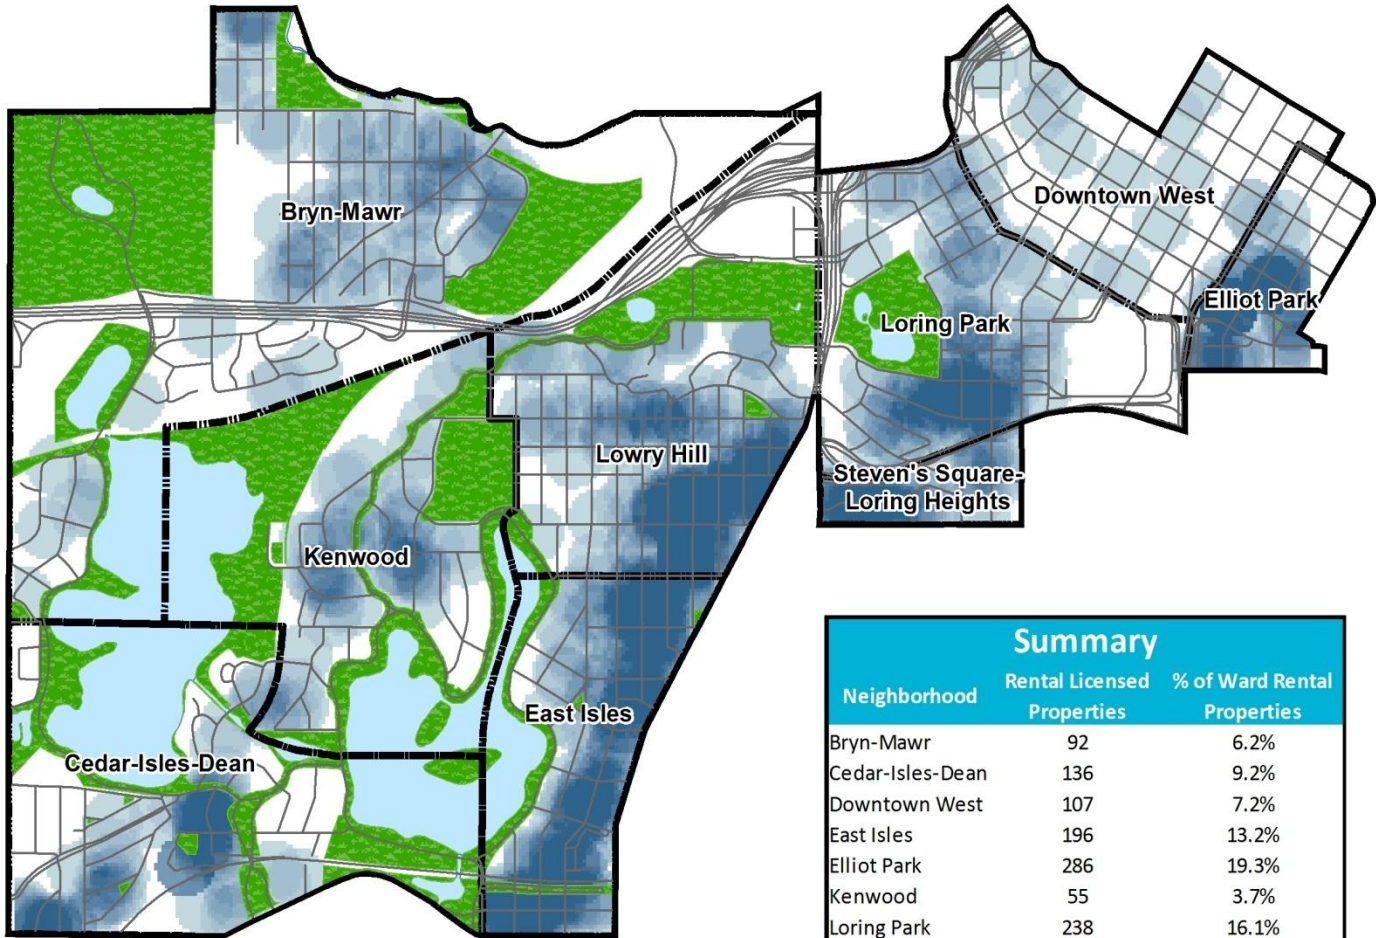 Bryn-Mawr
Downtown West
Elliot Park
Loring Park
Lowry Hill
Steven's Square-
Loring Heights
Kenwood
East Isles
Cedar-Isles-Dean
Summary
Neighborhood Rental Licensed Properties % of Ward Rental Properties
Bryn-Mawr 92 6.2%
Cedar-Isles-Dean 136 9.2%
Downtown West 107 7.2%
East Isles 196 13.2%
Elliot Park 286 19.3%
Kenwood 55 3.7%
Loring Park 238 16.1%